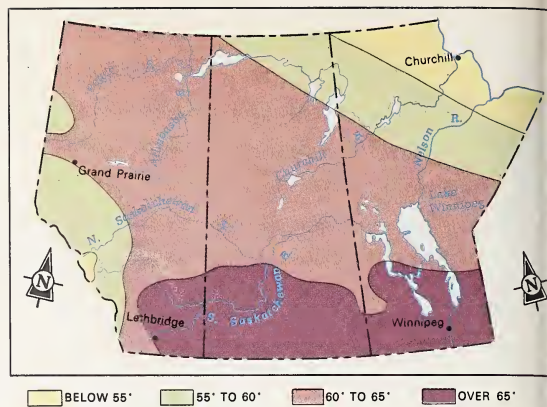 Churchill
Peace R.
Athabasca R.
Nelson R.
Churchill R.
Grand Prairie
Lake
Winnipeg
N. Saskatchewan R.
N
N
S. Saskatchewan R.
Lethbridge
Winnipeg
BELOW 55° 55° TO 60° 60° TO 65° OVER 65°